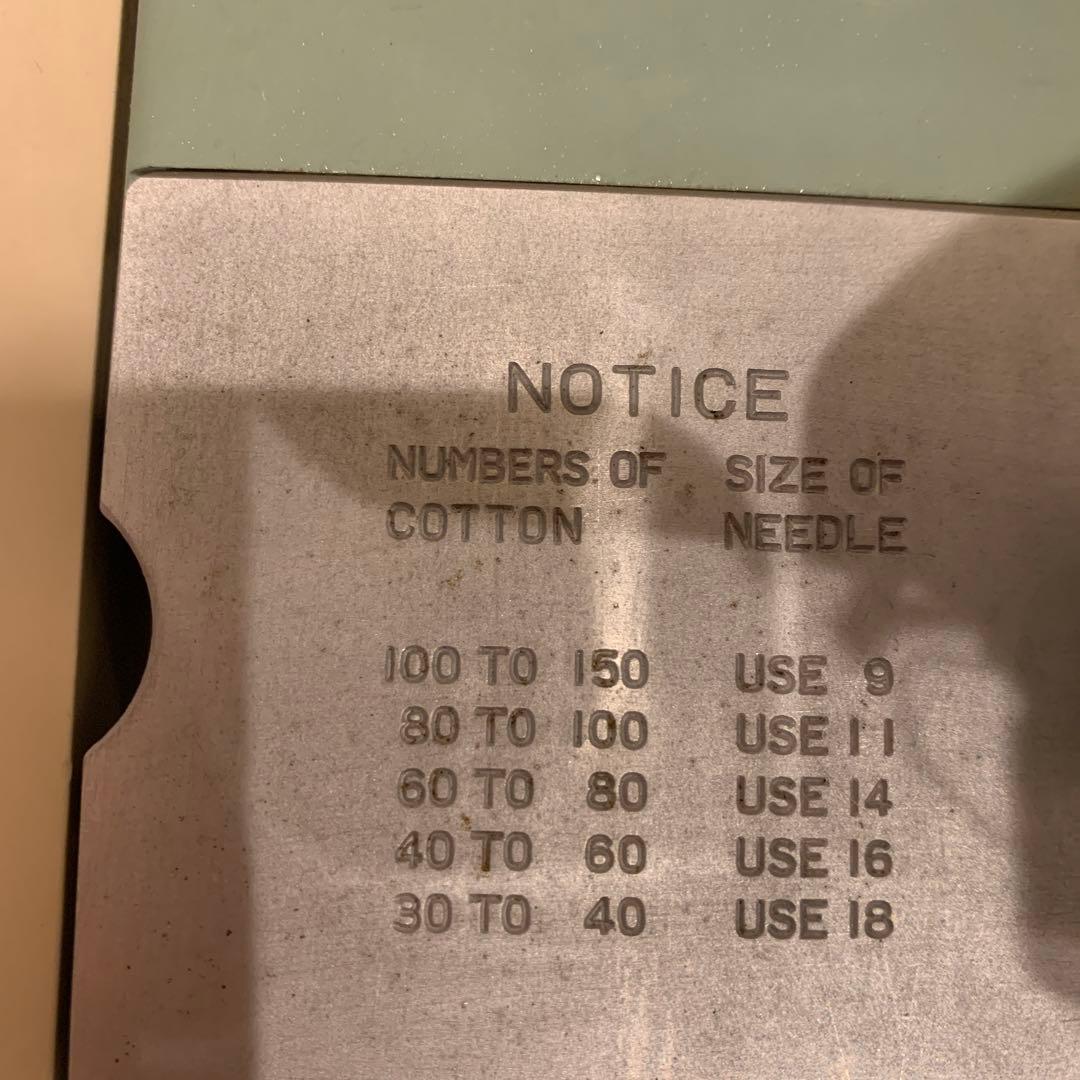 NOTICE
NUMBERS OF SIZE OF
COTTON NEEDLE
100 TO 150 USE 9
80 TO 100 USE 11
60 TO 80 USE 14
40 TO 60 USE 16
30 TO 40 USE 18